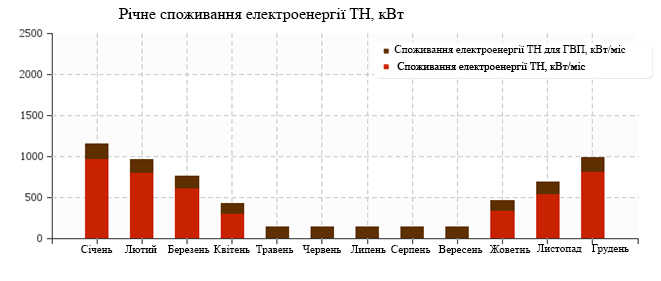 Річне споживання електроенергії ТН, кВт
2500
Споживання електроенергії ТН для ГВП, кВт/міс
Споживання електроенергії ТН, кВт/міс
2000
1500
1000
500
0
Січень Лютий Березень Квітень Травень Червень Липень Серпень Вересень Жоветнь Листопад Грудень